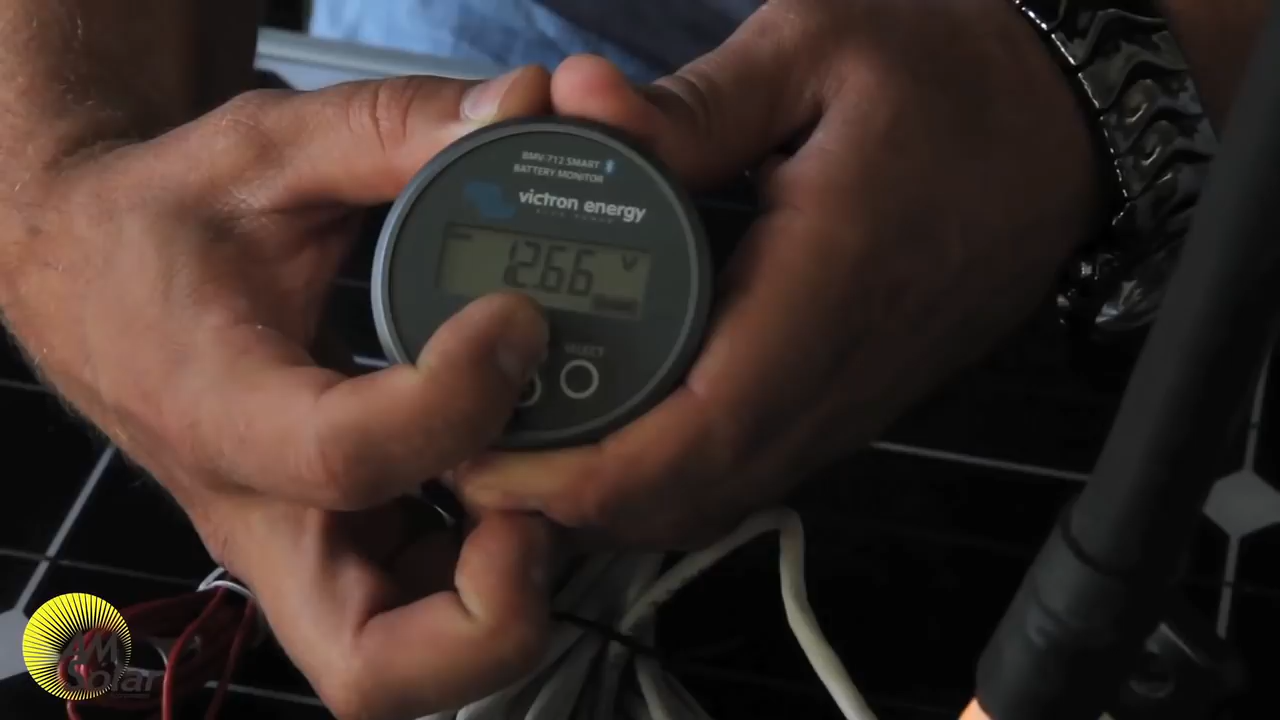 BMV-712 SMART
BATTERY MONITOR
victron energy
12.66 V
SELECT
AM
Solar